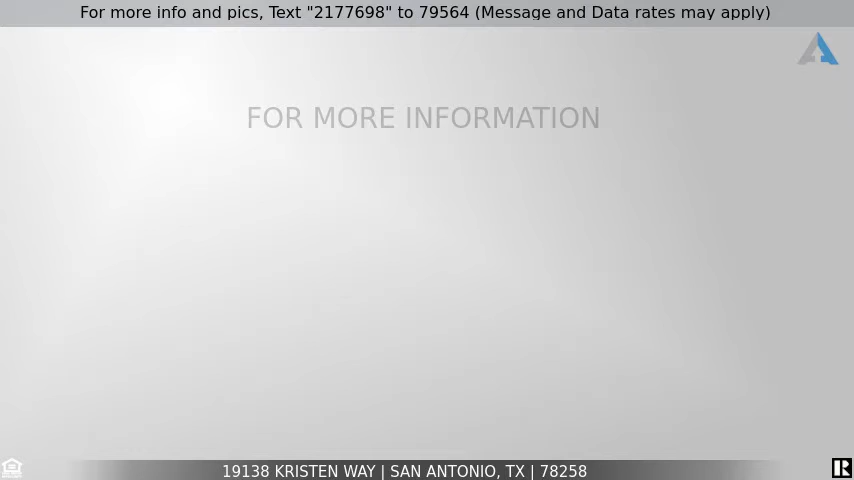 For more info and pics, Text "2177698" to 79564 (Message and Data rates may apply)
FOR MORE INFORMATION
19138 KRISTEN WAY | SAN ANTONIO, TX | 78258